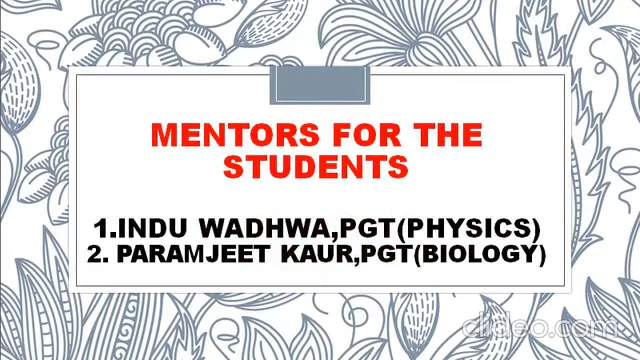 MENTORS FOR THE
STUDENTS
1.INDU WADHWA,PGT(PHYSICS)
2. PARAMJEET KAUR,PGT(BIOLOGY)
clideo.com